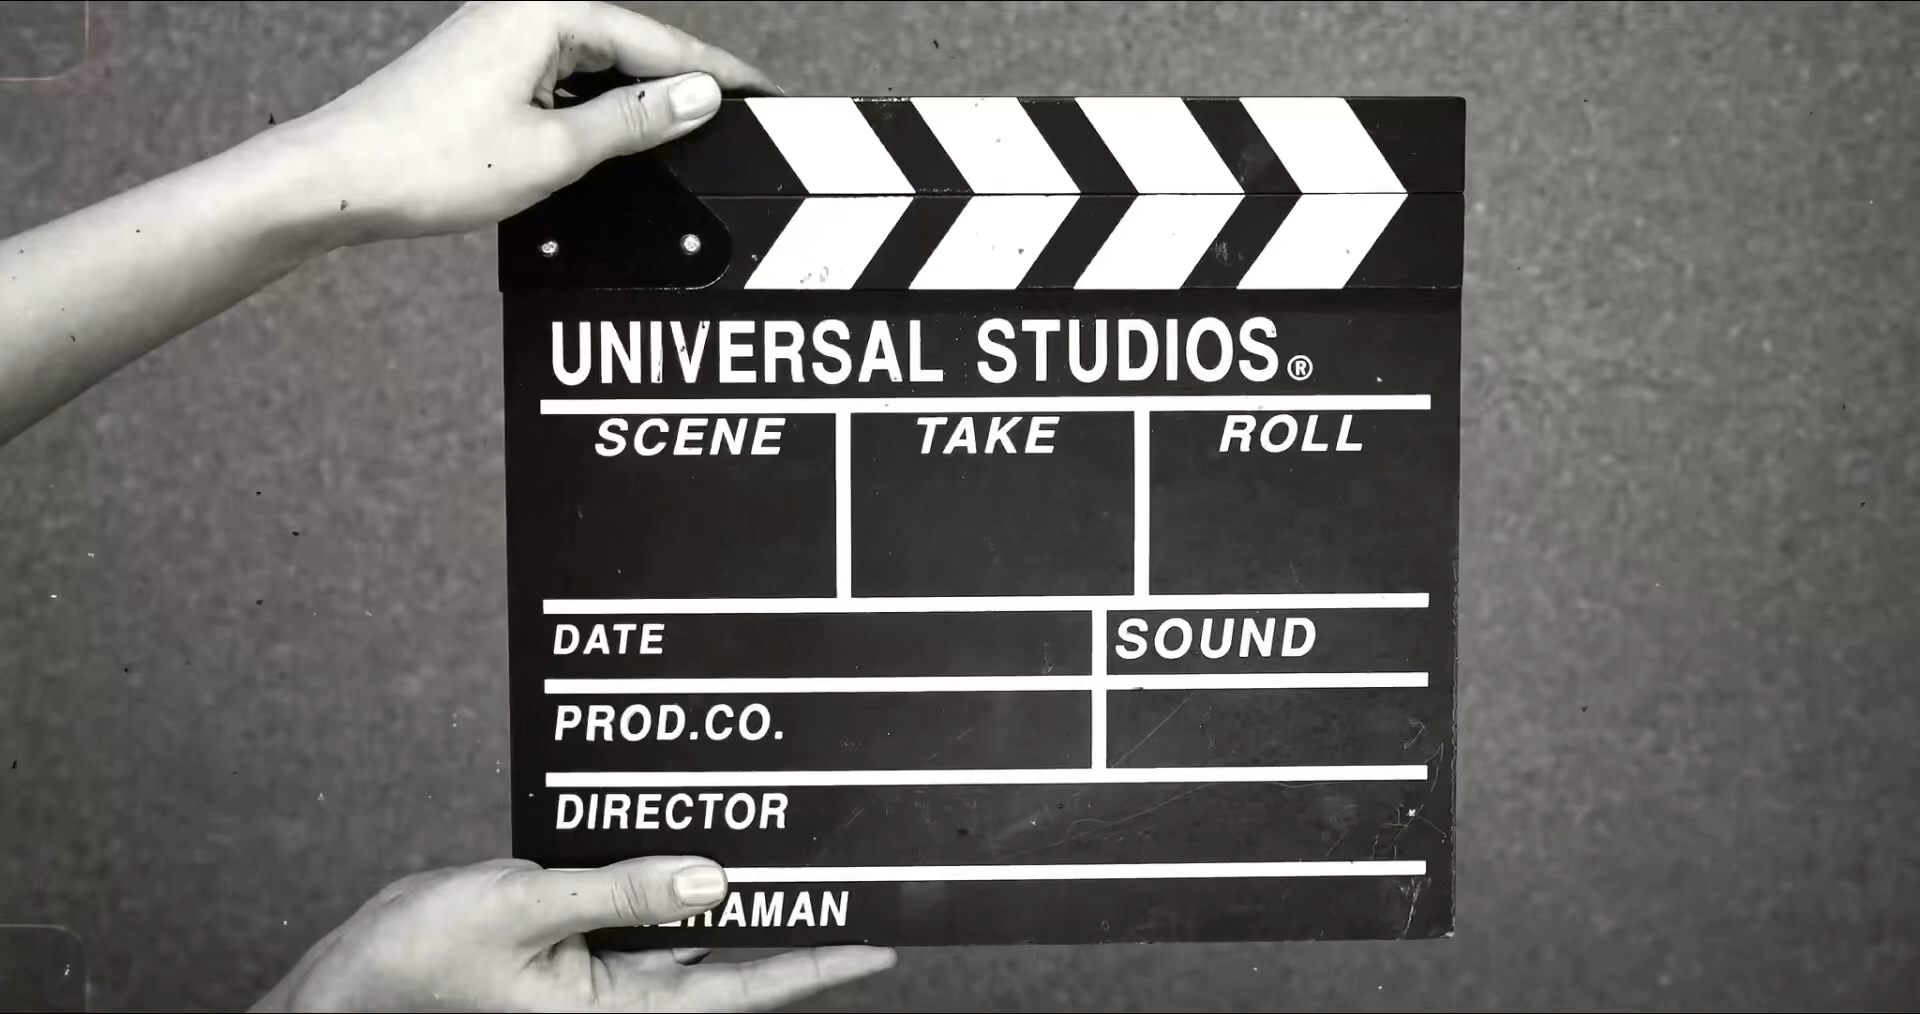 UNIVERSAL STUDIOS®
SCENE TAKE ROLL
DATE SOUND
PROD.CO.
DIRECTOR